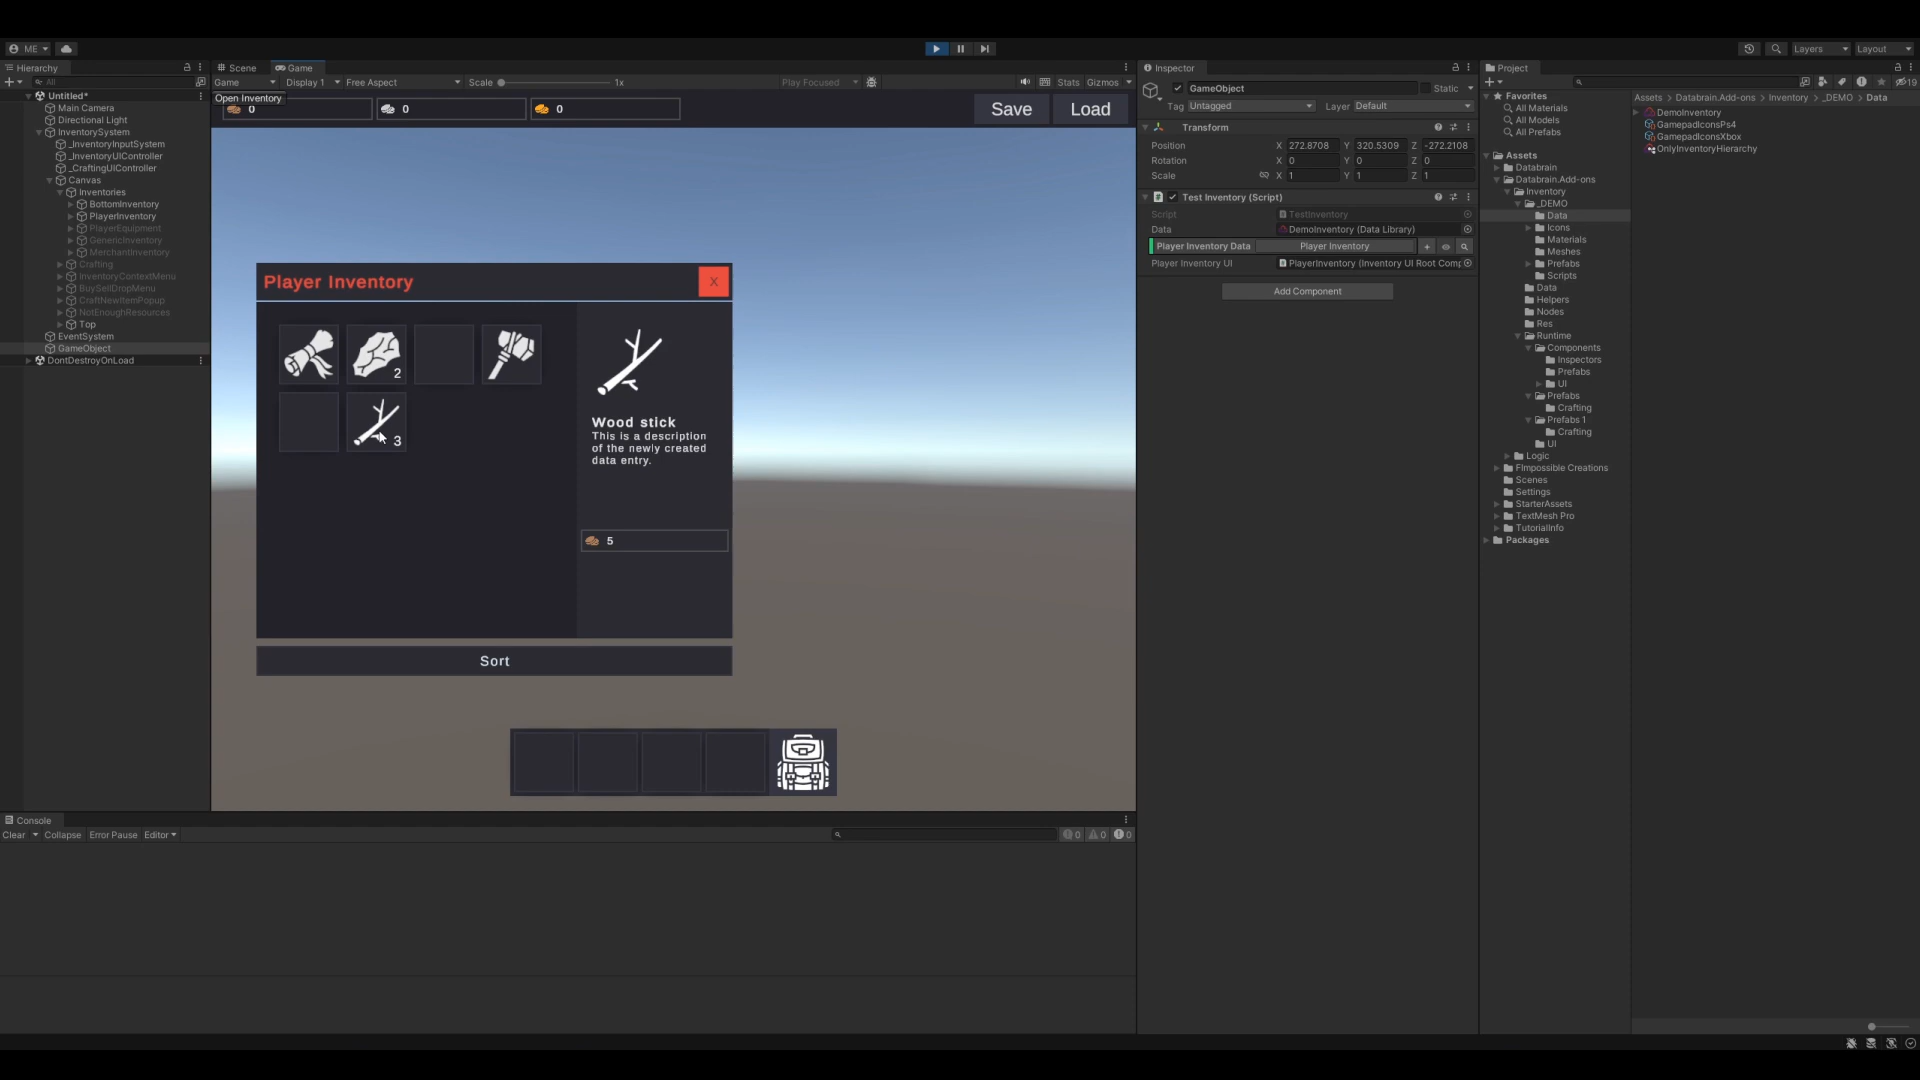 ME
Layers
Layout
Hierarchy
All
Untitled*
Main Camera
Directional Light
InventorySystem
_InventoryInputSystem
_InventoryUIController
_CraftingUIController
Canvas
Inventories
BottomInventory
PlayerInventory
PlayerEquipment
GenericInventory
MerchantInventory
Crafting
InventoryContextMenu
BuySellDropMenu
CraftNewItemPopup
NotEnoughResources
Top
EventSystem
GameObject
DontDestroyOnLoad
Scene
Game
Game
Display 1
Free Aspect
Scale
1x
Play Focused
Stats
Gizmos
Open Inventory
0
0
0
Save
Load
Player Inventory
X
2
3
Wood stick
This is a description
of the newly created
data entry.
5
Sort
Console
Clear
Collapse
Error Pause
Editor
0
0
0
Inspector
GameObject
Static
Tag
Untagged
Layer
Default
Transform
Position
X 272.8708
Y 320.5309
Z -272.2108
Rotation
X 0
Y 0
Z 0
Scale
X 1
Y 1
Z 1
Test Inventory (Script)
Script
TestInventory
Data
DemoInventory (Data Library)
Player Inventory Data
Player Inventory
Player Inventory UI
PlayerInventory (Inventory UI Root Comp
Add Component
Project
19
Favorites
All Materials
All Models
All Prefabs
Assets
Databrain
Databrain.Add-ons
Inventory
_DEMO
Data
Icons
Materials
Meshes
Prefabs
Scripts
Data
Helpers
Nodes
Res
Runtime
Components
Inspectors
Prefabs
UI
Prefabs
Crafting
Prefabs 1
Crafting
UI
Logic
FImpossible Creations
Scenes
Settings
StarterAssets
TextMesh Pro
TutorialInfo
Packages
Assets > Databrain.Add-ons > Inventory > _DEMO > Data
DemoInventory
GamepadIconsPs4
GamepadIconsXbox
OnlyInventoryHierarchy